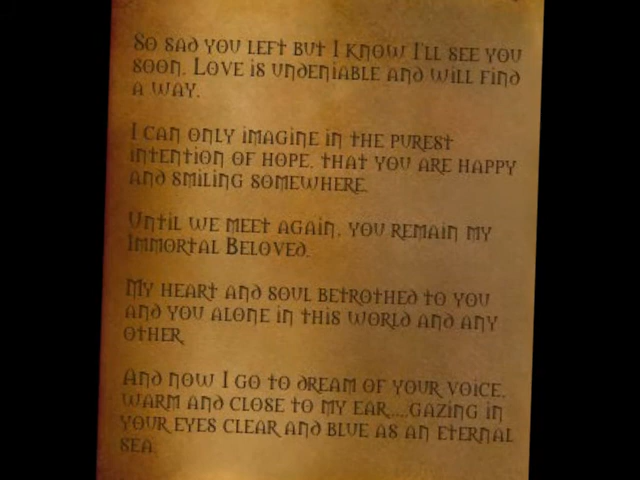 So sad you left but I know I'll see you
soon. Love is undeniable and will find
a way.
I can only imagine in the purest
intention of hope, that you are happy
and smiling somewhere.
Until we meet again, you remain my
Immortal Beloved.
My heart and soul betrothed to you
and you alone in this world and any
other
And now I go to dream of your voice,
warm and close to my ear....gazing in
your eyes clear and blue as an eternal
sea.